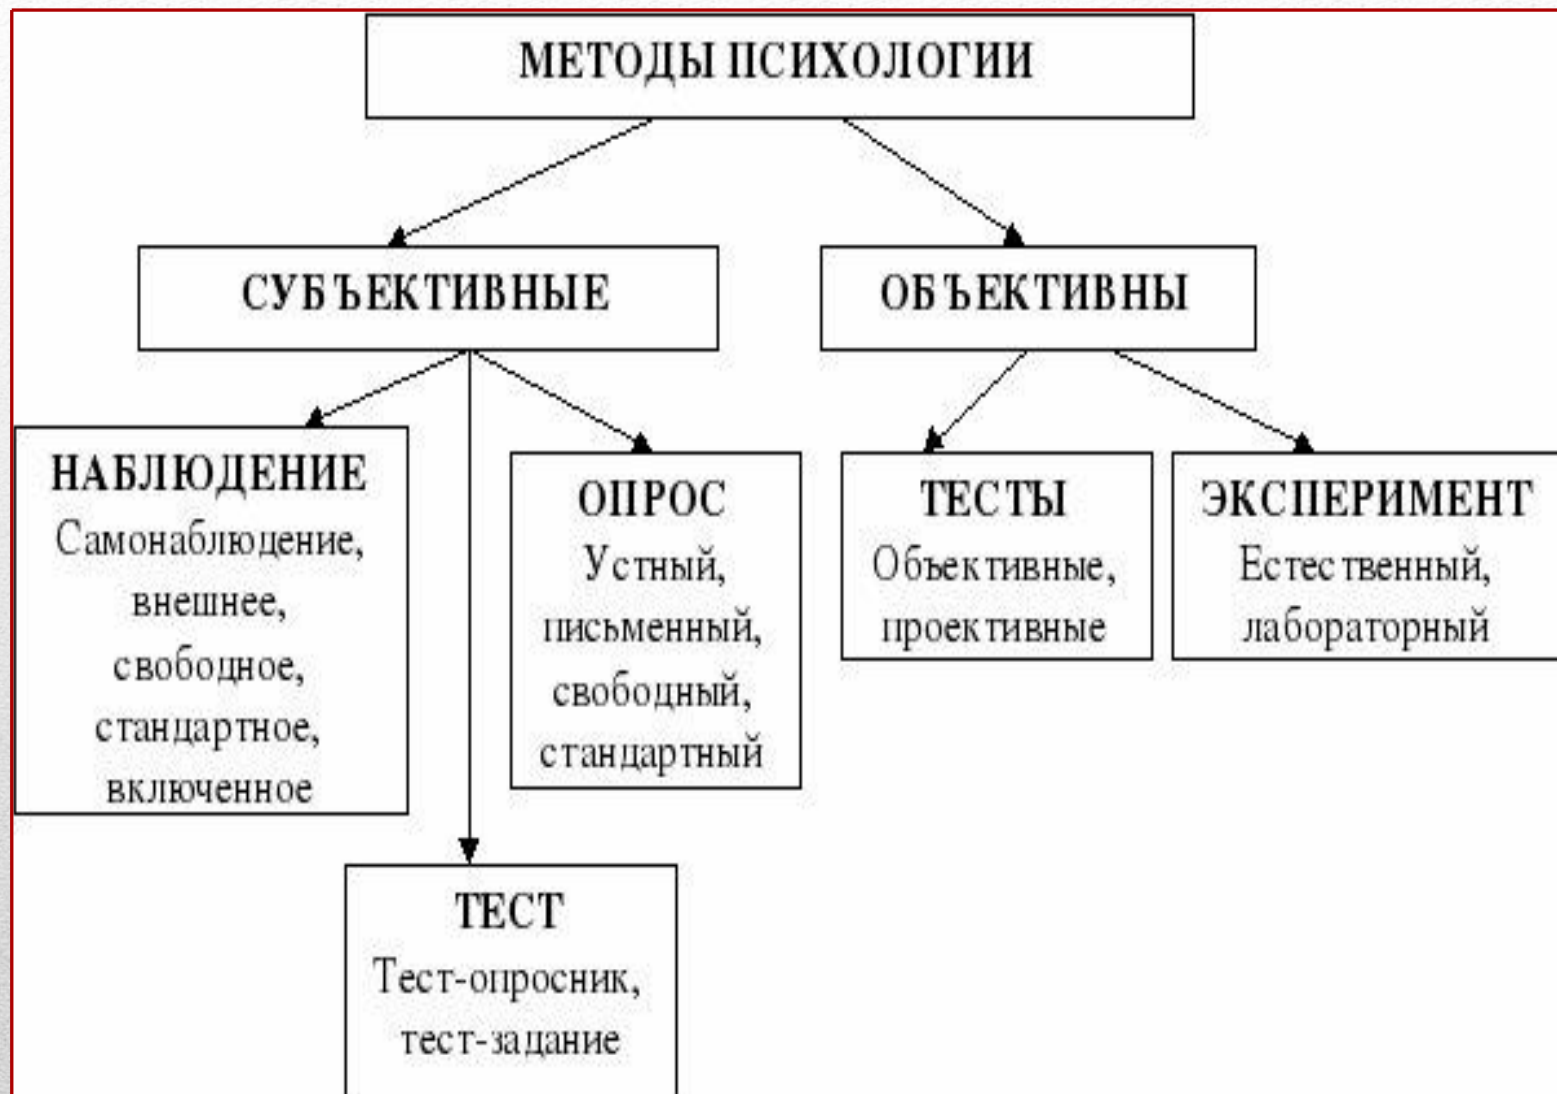 МЕТОДЫ ПСИХОЛОГИИ
СУБЪЕКТИВНЫЕ
ОБЪЕКТИВНЫ
НАБЛЮДЕНИЕ
Самонаблюдение,
внешнее,
свободное,
стандартное,
включенное
ОПРОС
Устный,
письменный,
свободный,
стандартный
ТЕСТЫ
Объективные,
проективные
ЭКСПЕРИМЕНТ
Естественный,
лабораторный
ТЕСТ
Тест-опросник,
тест-задание